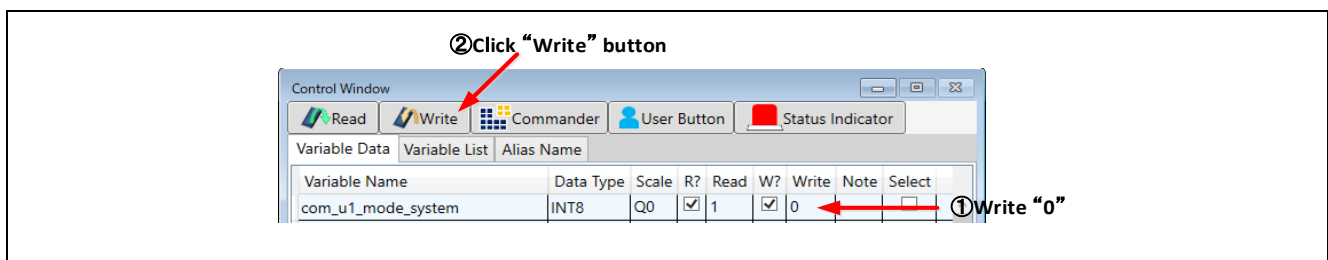 ②Click “Write” button
Control Window
Read Write Commander User Button Status Indicator
Variable Data Variable List Alias Name
Variable Name Data Type Scale R? Read W? Write Note Select
com_u1_mode_system INT8 Q0 1 0
①Write “0”